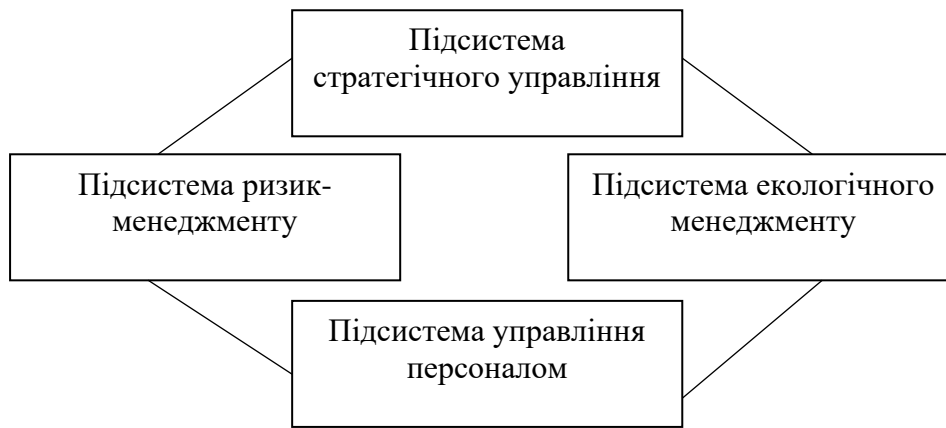 Підсистема
стратегічного управління
Підсистема ризик-
менеджменту
Підсистема екологічного
менеджменту
Підсистема управління
персоналом